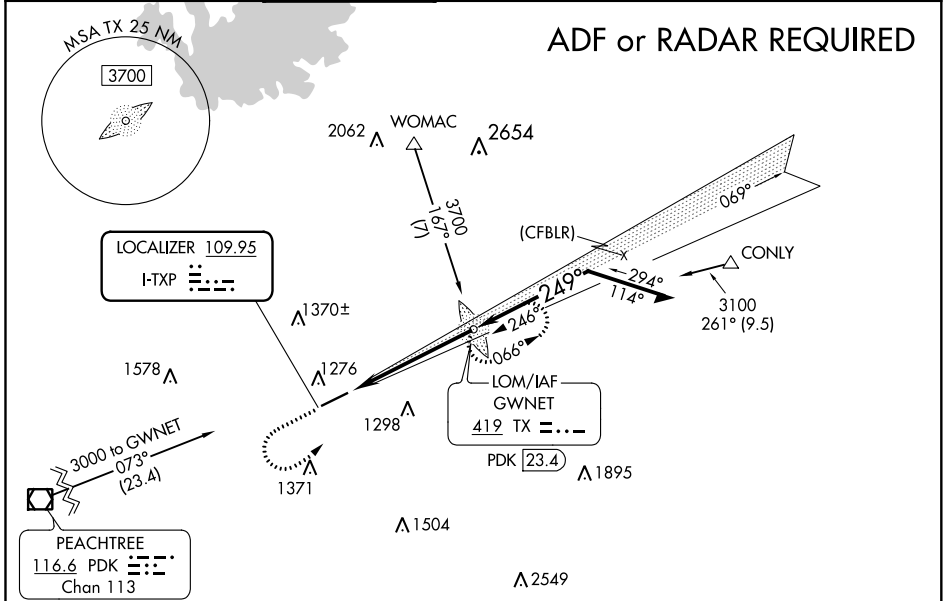 ADF or RADAR REQUIRED
MSA TX 25 NM
3700
2062
WOMAC
2654
3700
167°
(7)
069°
(CFBLR)
X
CONLY
LOCALIZER 109.95
I-TXP
249°
294°
114°
3100
261° (9.5)
1370±
246°
066°
1578
1276
LOM/IAF
GWNET
419 TX
1298
PDK 23.4
3000 to GWNET
073°
(23.4)
1371
1895
1504
PEACHTREE
116.6 PDK
Chan 113
2549